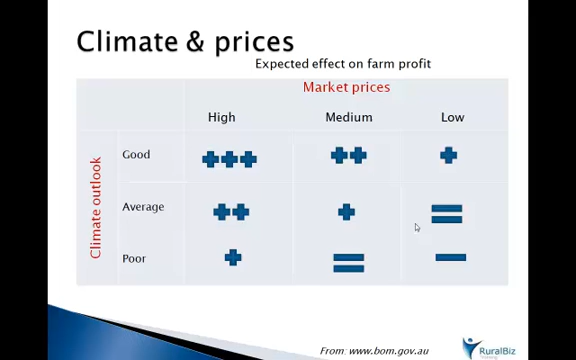 Climate & prices
Expected effect on farm profit
Market prices
High Medium Low
Climate outlook
Good
Average
Poor
From: www.bom.gov.au
RuralBiz
Training